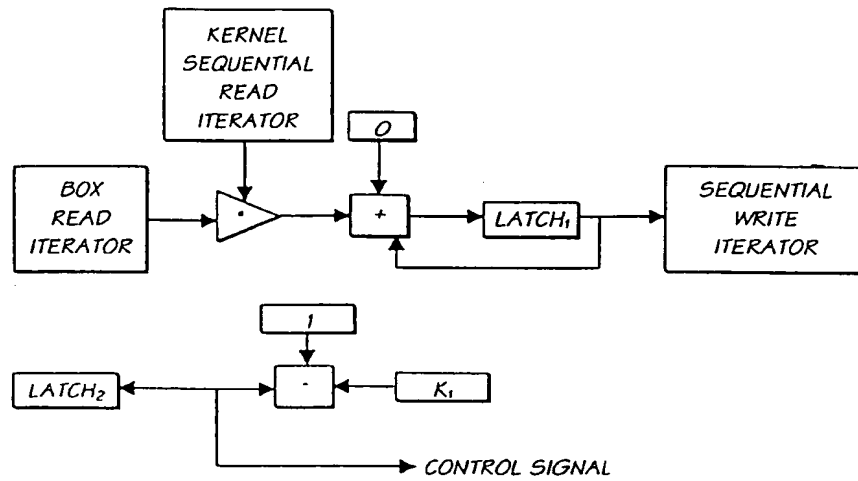 KERNEL
SEQUENTIAL
READ
ITERATOR
0
BOX
READ
ITERATOR
+
LATCH₁
SEQUENTIAL
WRITE
ITERATOR
1
LATCH₂
-
K₁
CONTROL SIGNAL